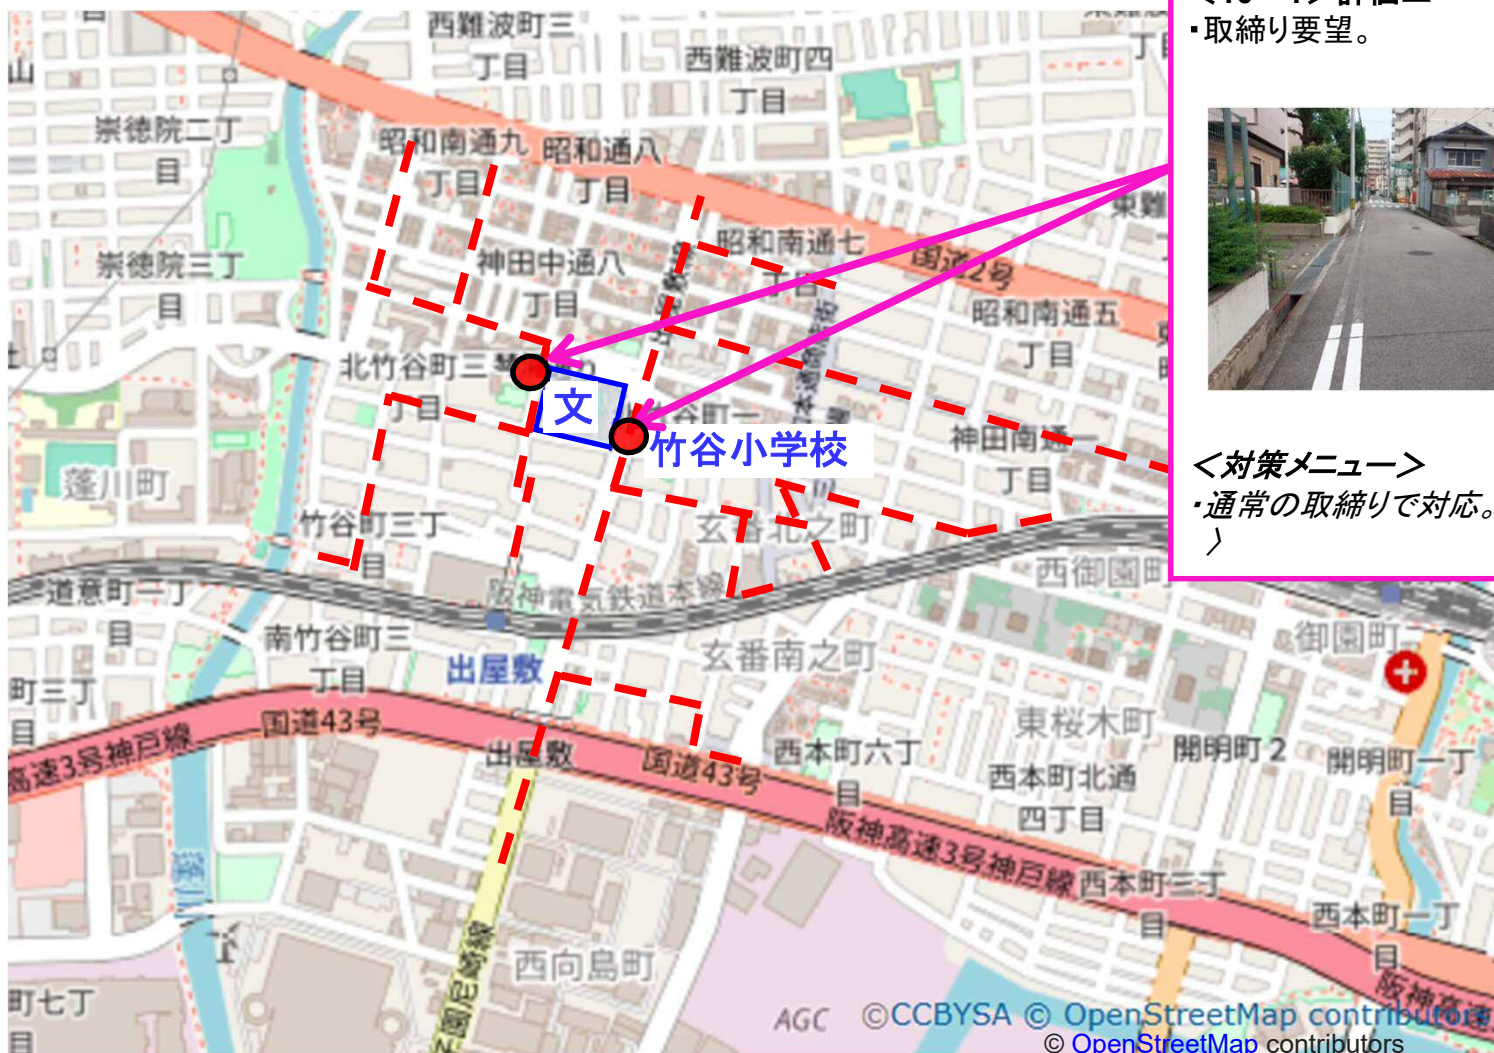 ・取締り要望。
西難波町三
丁目
西難波町四
丁目
崇徳院二丁
目
昭和南通九
丁目
昭和通八
丁目
昭和南通七
国道2号
崇徳院三丁
目
神田中通八
丁目
昭和南通五
丁目
北竹谷町三
丁目
文
竹谷小学校
神田南通一
丁目
蓬川町
竹谷町三丁
目
玄番北之町
<対策メニュー>
・通常の取締りで対応。
〉
阪神電気鉄道本線
西御園町
道意町一丁
目
南竹谷町三
丁目
出屋敷
玄番南之町
御園町
町三丁
目
国道43号
高速3号神戸線
出屋敷
国道43号
西本町六丁
目
東桜木町
西本町北通
四丁目
開明町2
開明町一丁
目
阪神高速3号神戸線
西本町三丁
目
西本町一丁
目
蓬川
西向島町
町七丁
目
阪神高速
AGC
©CCBYSA © OpenStreetMap contributors
© OpenStreetMap contributors